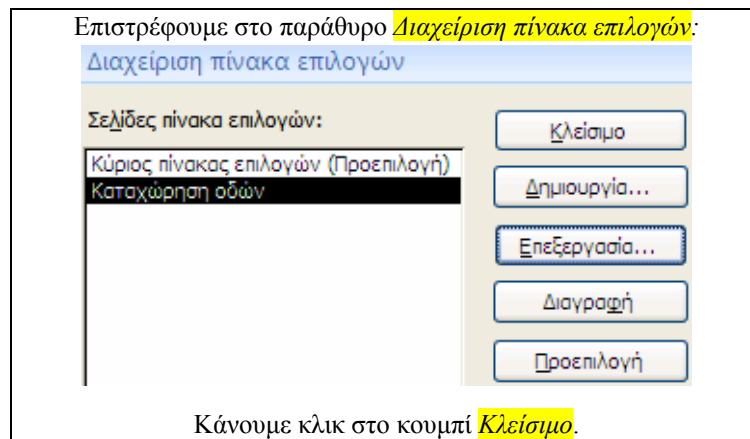 Επιστρέφουμε στο παράθυρο Διαχείριση πίνακα επιλογών:
Διαχείριση πίνακα επιλογών
Σελίδες πίνακα επιλογών:
Κύριος πίνακας επιλογών (Προεπιλογή)
Καταχώρηση οδών
Κλείσιμο
Δημιουργία...
Επεξεργασία...
Διαγραφή
Προεπιλογή
Κάνουμε κλικ στο κουμπί Κλείσιμο.